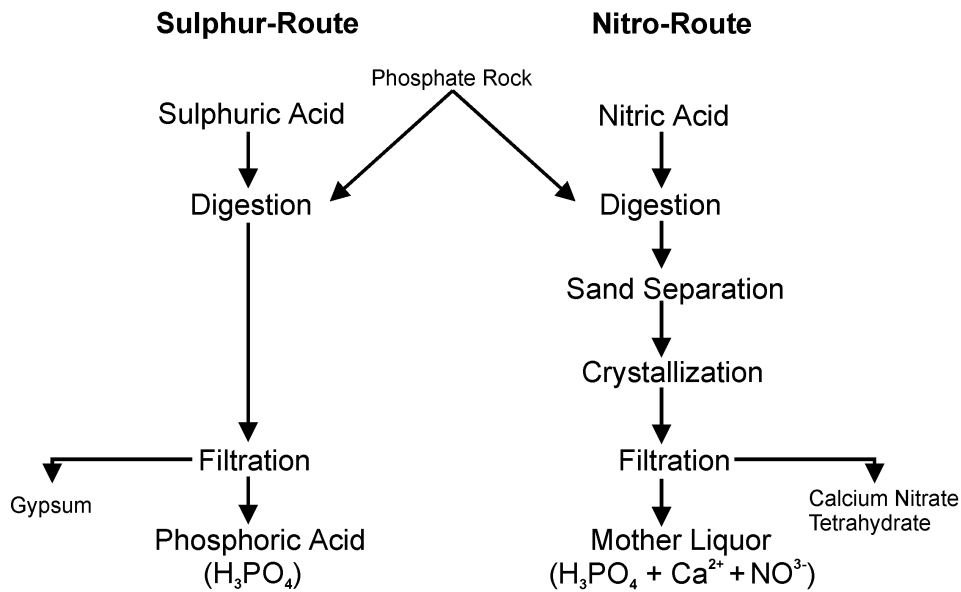 Sulphur-Route
Nitro-Route
Phosphate Rock
Sulphuric Acid
Nitric Acid
Digestion
Digestion
Sand Separation
Crystallization
Filtration
Filtration
Gypsum
Calcium Nitrate
Tetrahydrate
Phosphoric Acid
(H₃PO₄)
Mother Liquor
(H₃PO₄ + Ca²⁺ + NO³⁻)